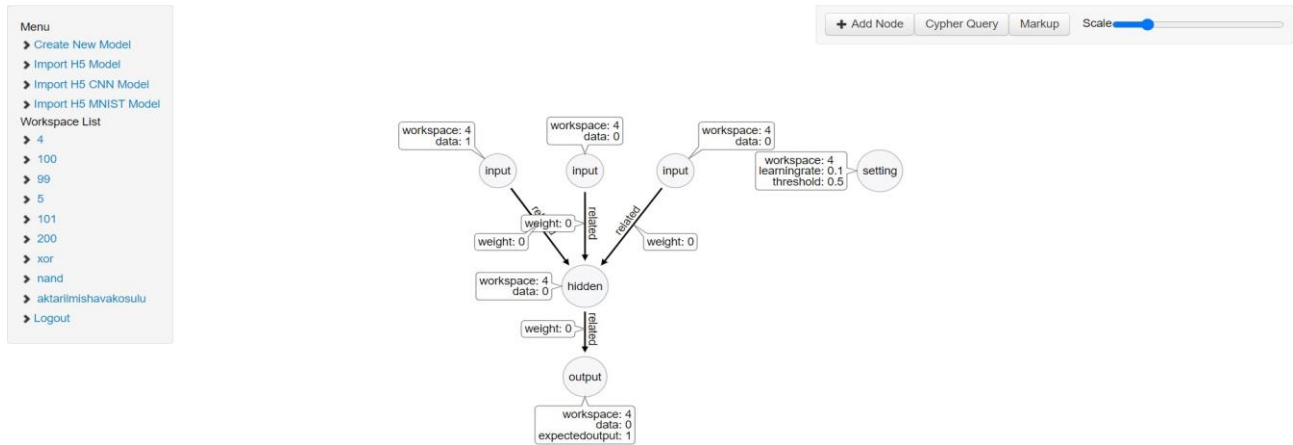 Menu
Create New Model
Import H5 Model
Import H5 CNN Model
Import H5 MNIST Model
Workspace List
4
100
99
5
101
200
xor
nand
aktarilmishavakosulu
Logout
Add Node
Cypher Query
Markup
Scale
workspace: 4
data: 1
input
workspace: 4
data: 0
input
workspace: 4
data: 0
input
workspace: 4
learningrate: 0.1
threshold: 0.5
setting
related
weight: 0
related
weight: 0
related
weight: 0
workspace: 4
data: 0
hidden
weight: 0
related
output
workspace: 4
data: 0
expectedoutput: 1